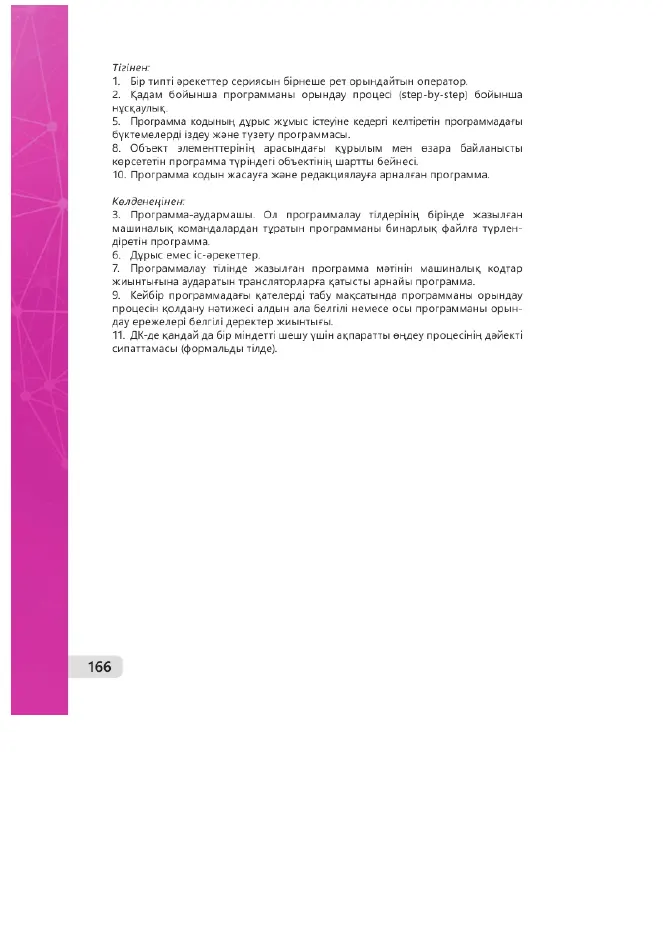 Тігінен:
1. Бір типті әрекеттер сериясын бірнеше рет орындайтын оператор.
2. Қадам бойынша программаны орындау процесі (step-by-step) бойынша
нұсқаулық.
5. Программа кодының дұрыс жұмыс істеуіне кедергі келтіретін программадағы
бүктемелерді іздеу және түзету программасы.
8. Объект элементтерінің арасындағы құрылым мен өзара байланысты
көрсететін программа түріндегі объектінің шартты бейнесі.
10. Программа кодын жасауға және редакциялауға арналған программа.
Көлденеңінен:
3. Программа-аудармашы. Ол программалау тілдерінің бірінде жазылған
машиналық командалардан тұратын программаны бинарлық файлға түрлен-
діретін программа.
6. Дұрыс емес іс-әрекеттер.
7. Программалау тілінде жазылған программа мәтінін машиналық кодтар
жиынтығына аударатын трансляторларға қатысты арнайы программа.
9. Кейбір программадағы қателерді табу мақсатында программаны орындау
процесін қолдану нәтижесі алдын ала белгілі немесе осы программаны орын-
дау ережелері белгілі деректер жиынтығы.
11. ДК-де қандай да бір міндетті шешу үшін ақпаратты өңдеу процесінің дәйекті
сипаттамасы (формальды тілде).
166